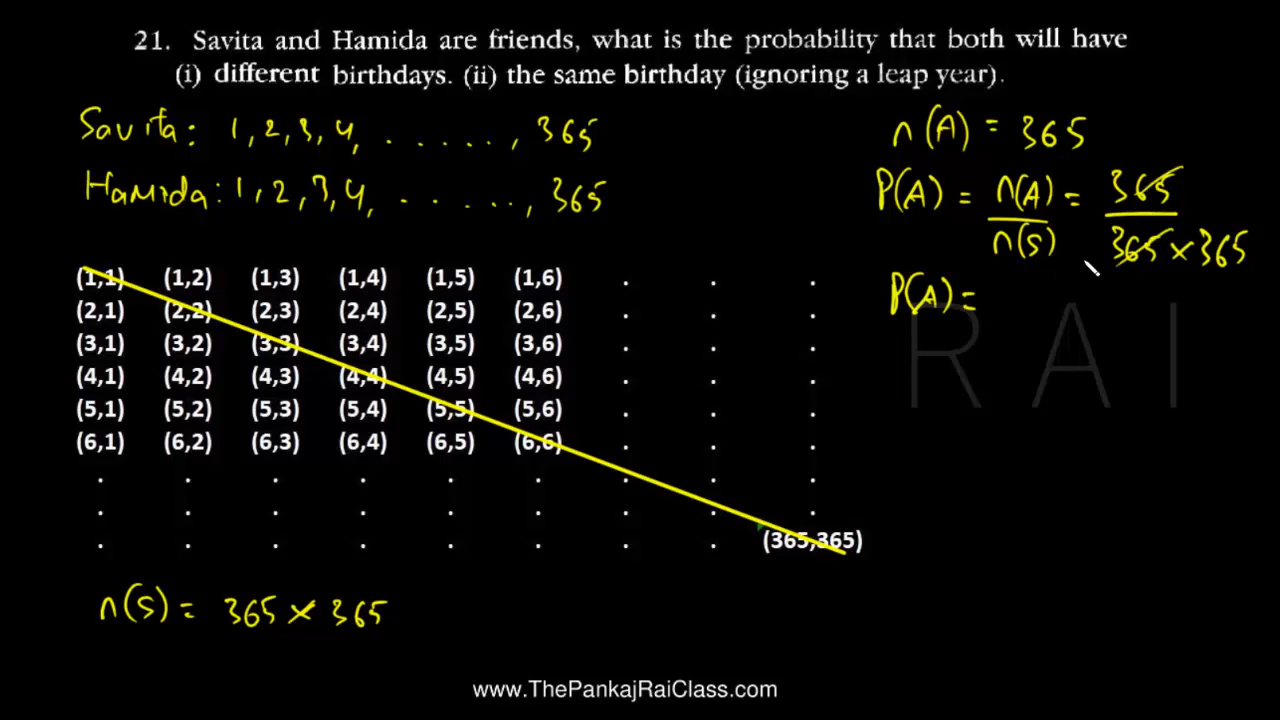 21. Savita and Hamida are friends, what is the probability that both will have
(i) different birthdays. (ii) the same birthday (ignoring a leap year).
Savita: 1, 2, 3, 4, . . . . . ., 365
Hamida: 1, 2, 3, 4, . . . . . ., 365
n(A) = 365
P(A) = n(A)/n(S) = 365/365 × 365
P(A) =
(1,1) (1,2) (1,3) (1,4) (1,5) (1,6) . . .
(2,1) (2,2) (2,3) (2,4) (2,5) (2,6) . . .
(3,1) (3,2) (3,3) (3,4) (3,5) (3,6) . . .
(4,1) (4,2) (4,3) (4,4) (4,5) (4,6) . . .
(5,1) (5,2) (5,3) (5,4) (5,5) (5,6) . . .
(6,1) (6,2) (6,3) (6,4) (6,5) (6,6) . . .
. . . . . . . . .
. . . . . . . . .
. . . . . . . . (365,365)
n(S) = 365 × 365
RAI
www.ThePankajRaiClass.com